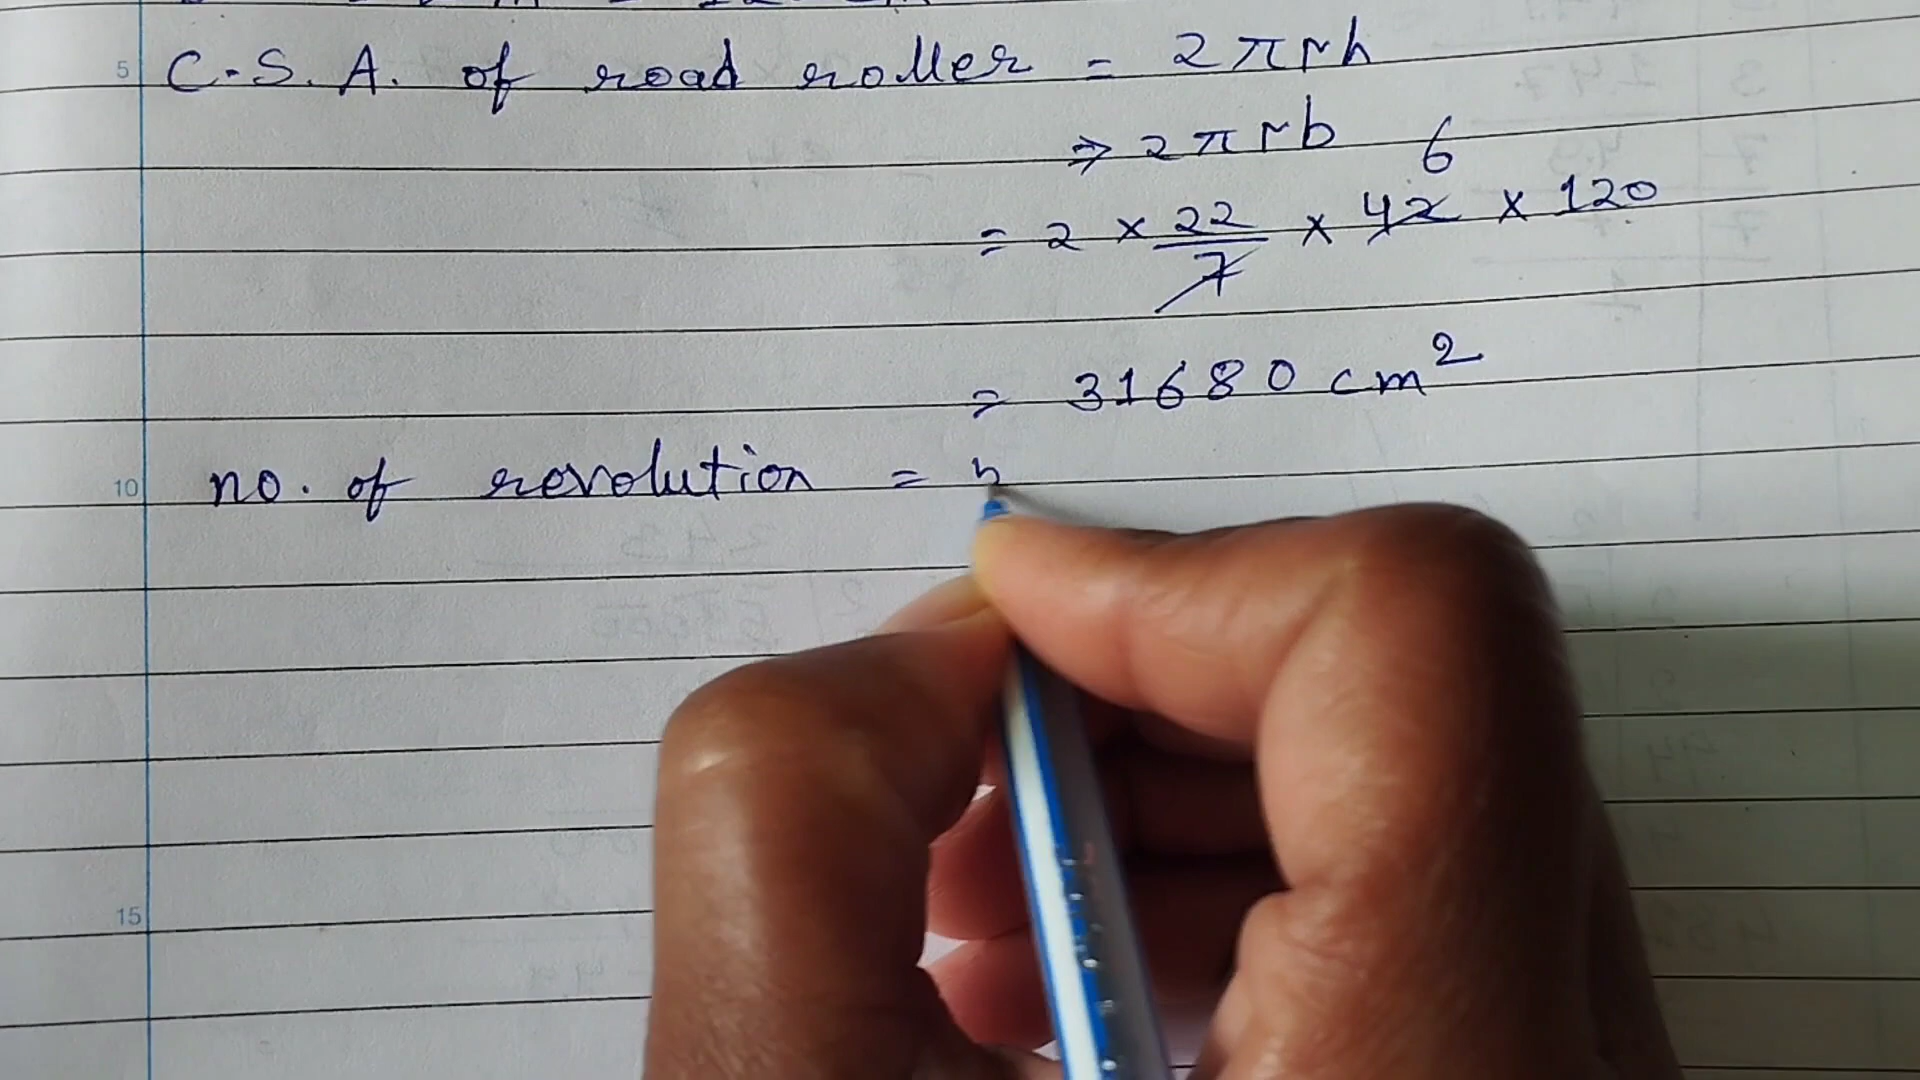 5 C.S.A. of road roller = 2πrh
⇒ 2πrb
6
= 2 × 22/7 × 42 × 120
= 31680 cm²
10 no. of revolution =
15